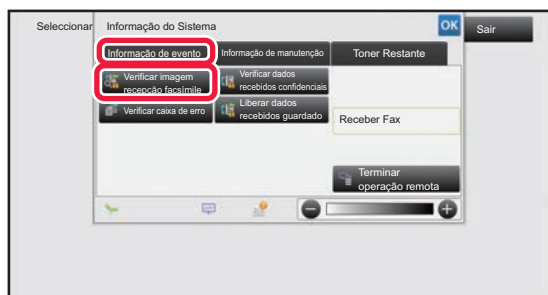 Seleccionar
Informação do Sistema
OK
Sair
Informação de evento
Informação de manutenção
Toner Restante
Verificar imagem
recepção facsímile
Verificar dados
recebidos confidenciais
Verificar caixa de erro
Liberar dados
recebidos guardado
Receber Fax
Terminar
operação remota